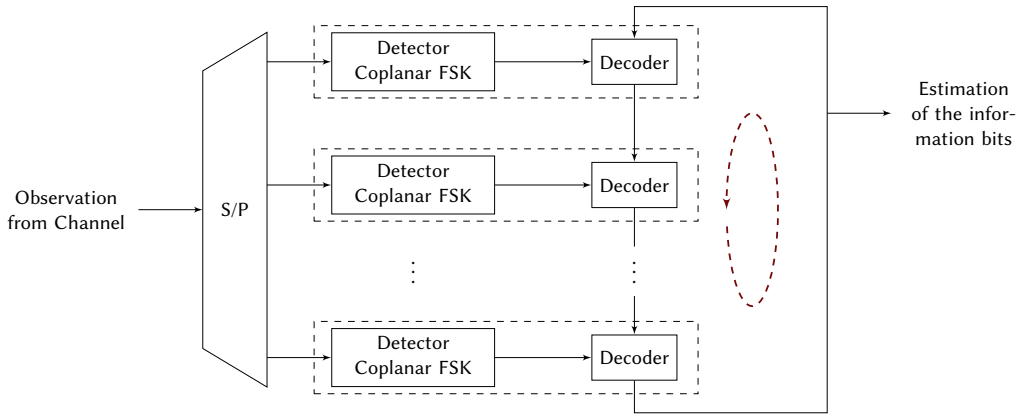 Detector
Coplanar FSK
Decoder
Estimation
of the infor-
mation bits
Detector
Coplanar FSK
Decoder
Observation
from Channel
S/P
Detector
Coplanar FSK
Decoder